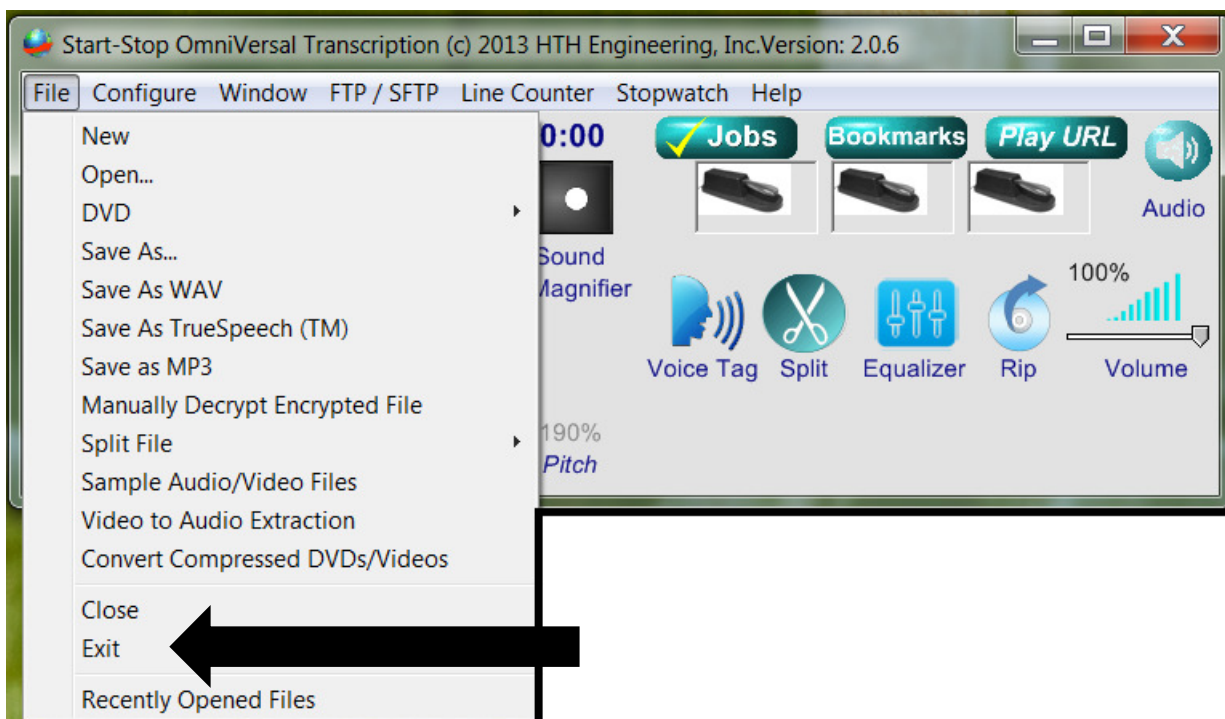 Start-Stop OmniVersal Transcription (c) 2013 HTH Engineering, Inc.Version: 2.0.6
File Configure Window FTP / SFTP Line Counter Stopwatch Help
New
Open...
DVD
Save As...
Save As WAV
Save As TrueSpeech (TM)
Save as MP3
Manually Decrypt Encrypted File
Split File
Sample Audio/Video Files
Video to Audio Extraction
Convert Compressed DVDs/Videos
Close
Exit
Recently Opened Files
0:00
Jobs Bookmarks Play URL
Audio
Sound
Magnifier
100%
Voice Tag Split Equalizer Rip Volume
190%
Pitch